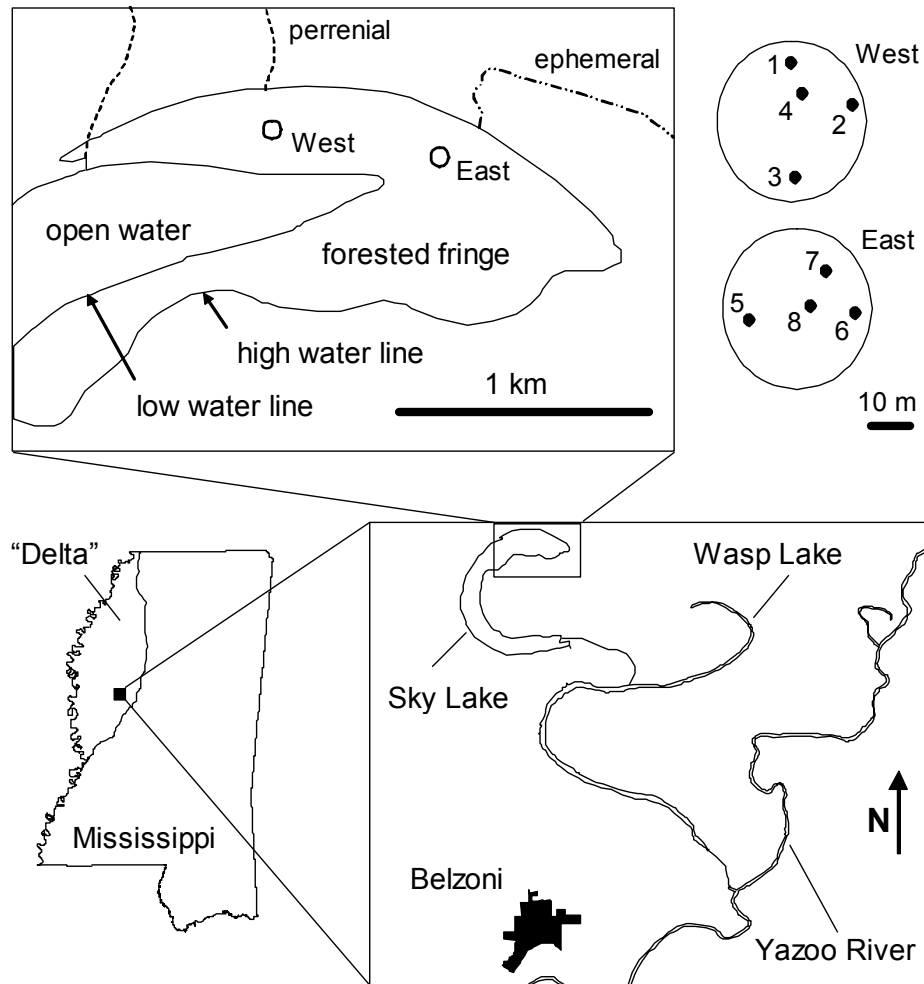 perrenial
ephemeral
West
East
open water
forested fringe
high water line
low water line
1 km
West
1
4
2
3
East
7
5
8
6
10 m
"Delta"
Mississippi
Wasp Lake
Sky Lake
N
Belzoni
Yazoo River